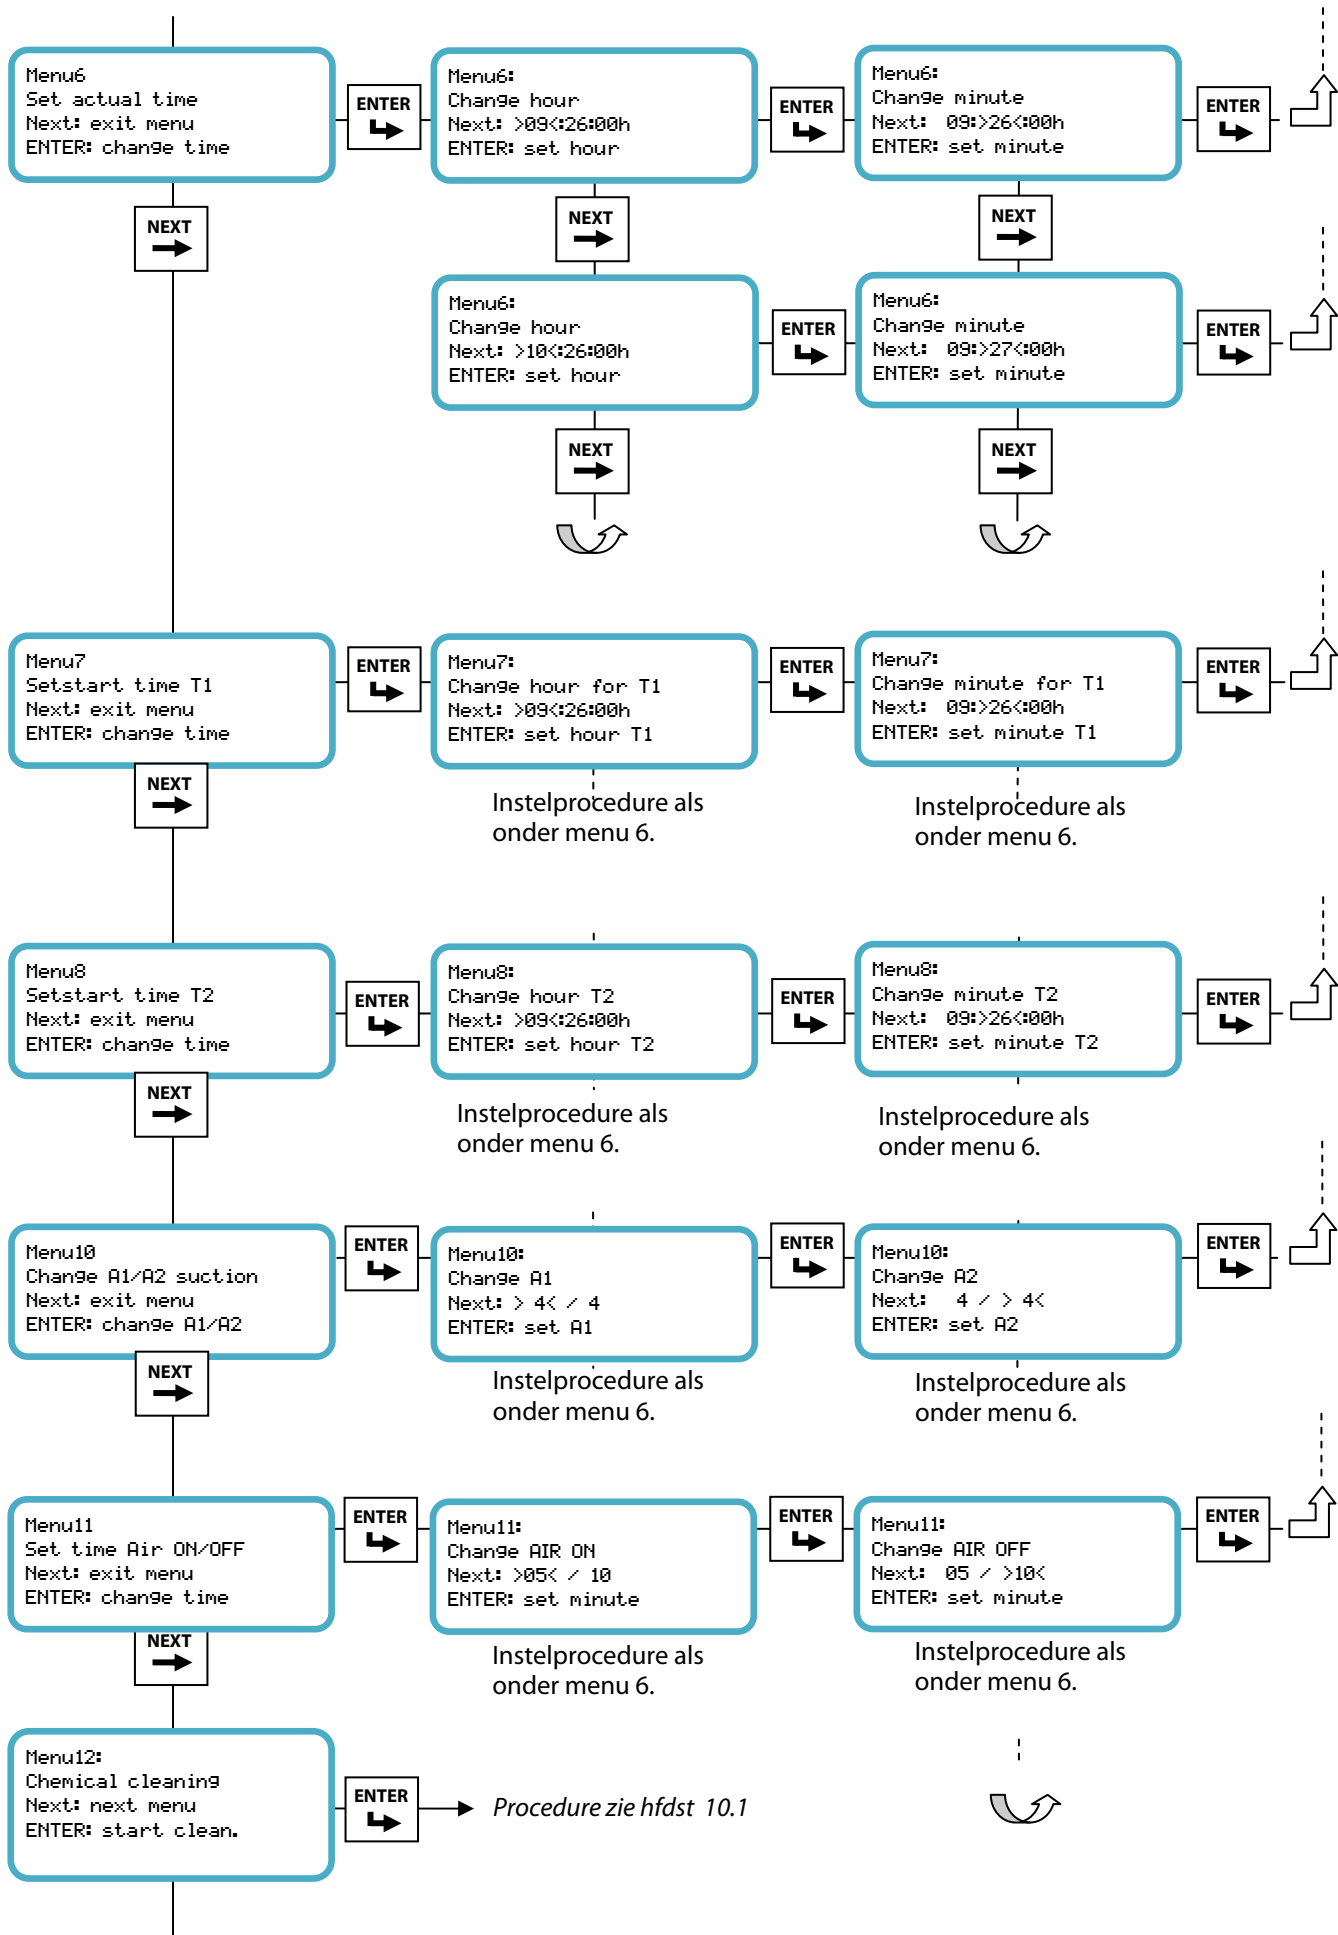 Menu6
Set actual time
Next: exit menu
ENTER: change time
ENTER
Menu6:
Change hour
Next: >09<:26:00h
ENTER: set hour
ENTER
Menu6:
Change minute
Next:  09:>26<:00h
ENTER: set minute
ENTER
NEXT
NEXT
NEXT
Menu6:
Change hour
Next: >10<:26:00h
ENTER: set hour
ENTER
Menu6:
Change minute
Next:  09:>27<:00h
ENTER: set minute
ENTER
NEXT
NEXT
Menu7
Setstart time T1
Next: exit menu
ENTER: change time
ENTER
Menu7:
Change hour for T1
Next: >09<:26:00h
ENTER: set hour T1
ENTER
Menu7:
Change minute for T1
Next:  09:>26<:00h
ENTER: set minute T1
ENTER
NEXT
Instelprocedure als
onder menu 6.
Instelprocedure als
onder menu 6.
Menu8
Setstart time T2
Next: exit menu
ENTER: change time
ENTER
Menu8:
Change hour T2
Next: >09<:26:00h
ENTER: set hour T2
ENTER
Menu8:
Change minute T2
Next:  09:>26<:00h
ENTER: set minute T2
ENTER
NEXT
Instelprocedure als
onder menu 6.
Instelprocedure als
onder menu 6.
Menu10
Change A1/A2 suction
Next: exit menu
ENTER: change A1/A2
ENTER
Menu10:
Change A1
Next: > 4< / 4
ENTER: set A1
ENTER
Menu10:
Change A2
Next:   4 / > 4<
ENTER: set A2
ENTER
NEXT
Instelprocedure als
onder menu 6.
Instelprocedure als
onder menu 6.
Menu11
Set time Air ON/OFF
Next: exit menu
ENTER: change time
ENTER
Menu11:
Change AIR ON
Next: >05< / 10
ENTER: set minute
ENTER
Menu11:
Change AIR OFF
Next:  05 / >10<
ENTER: set minute
ENTER
NEXT
Instelprocedure als
onder menu 6.
Instelprocedure als
onder menu 6.
Menu12:
Chemical cleaning
Next: next menu
ENTER: start clean.
ENTER
Procedure zie hfdst 10.1